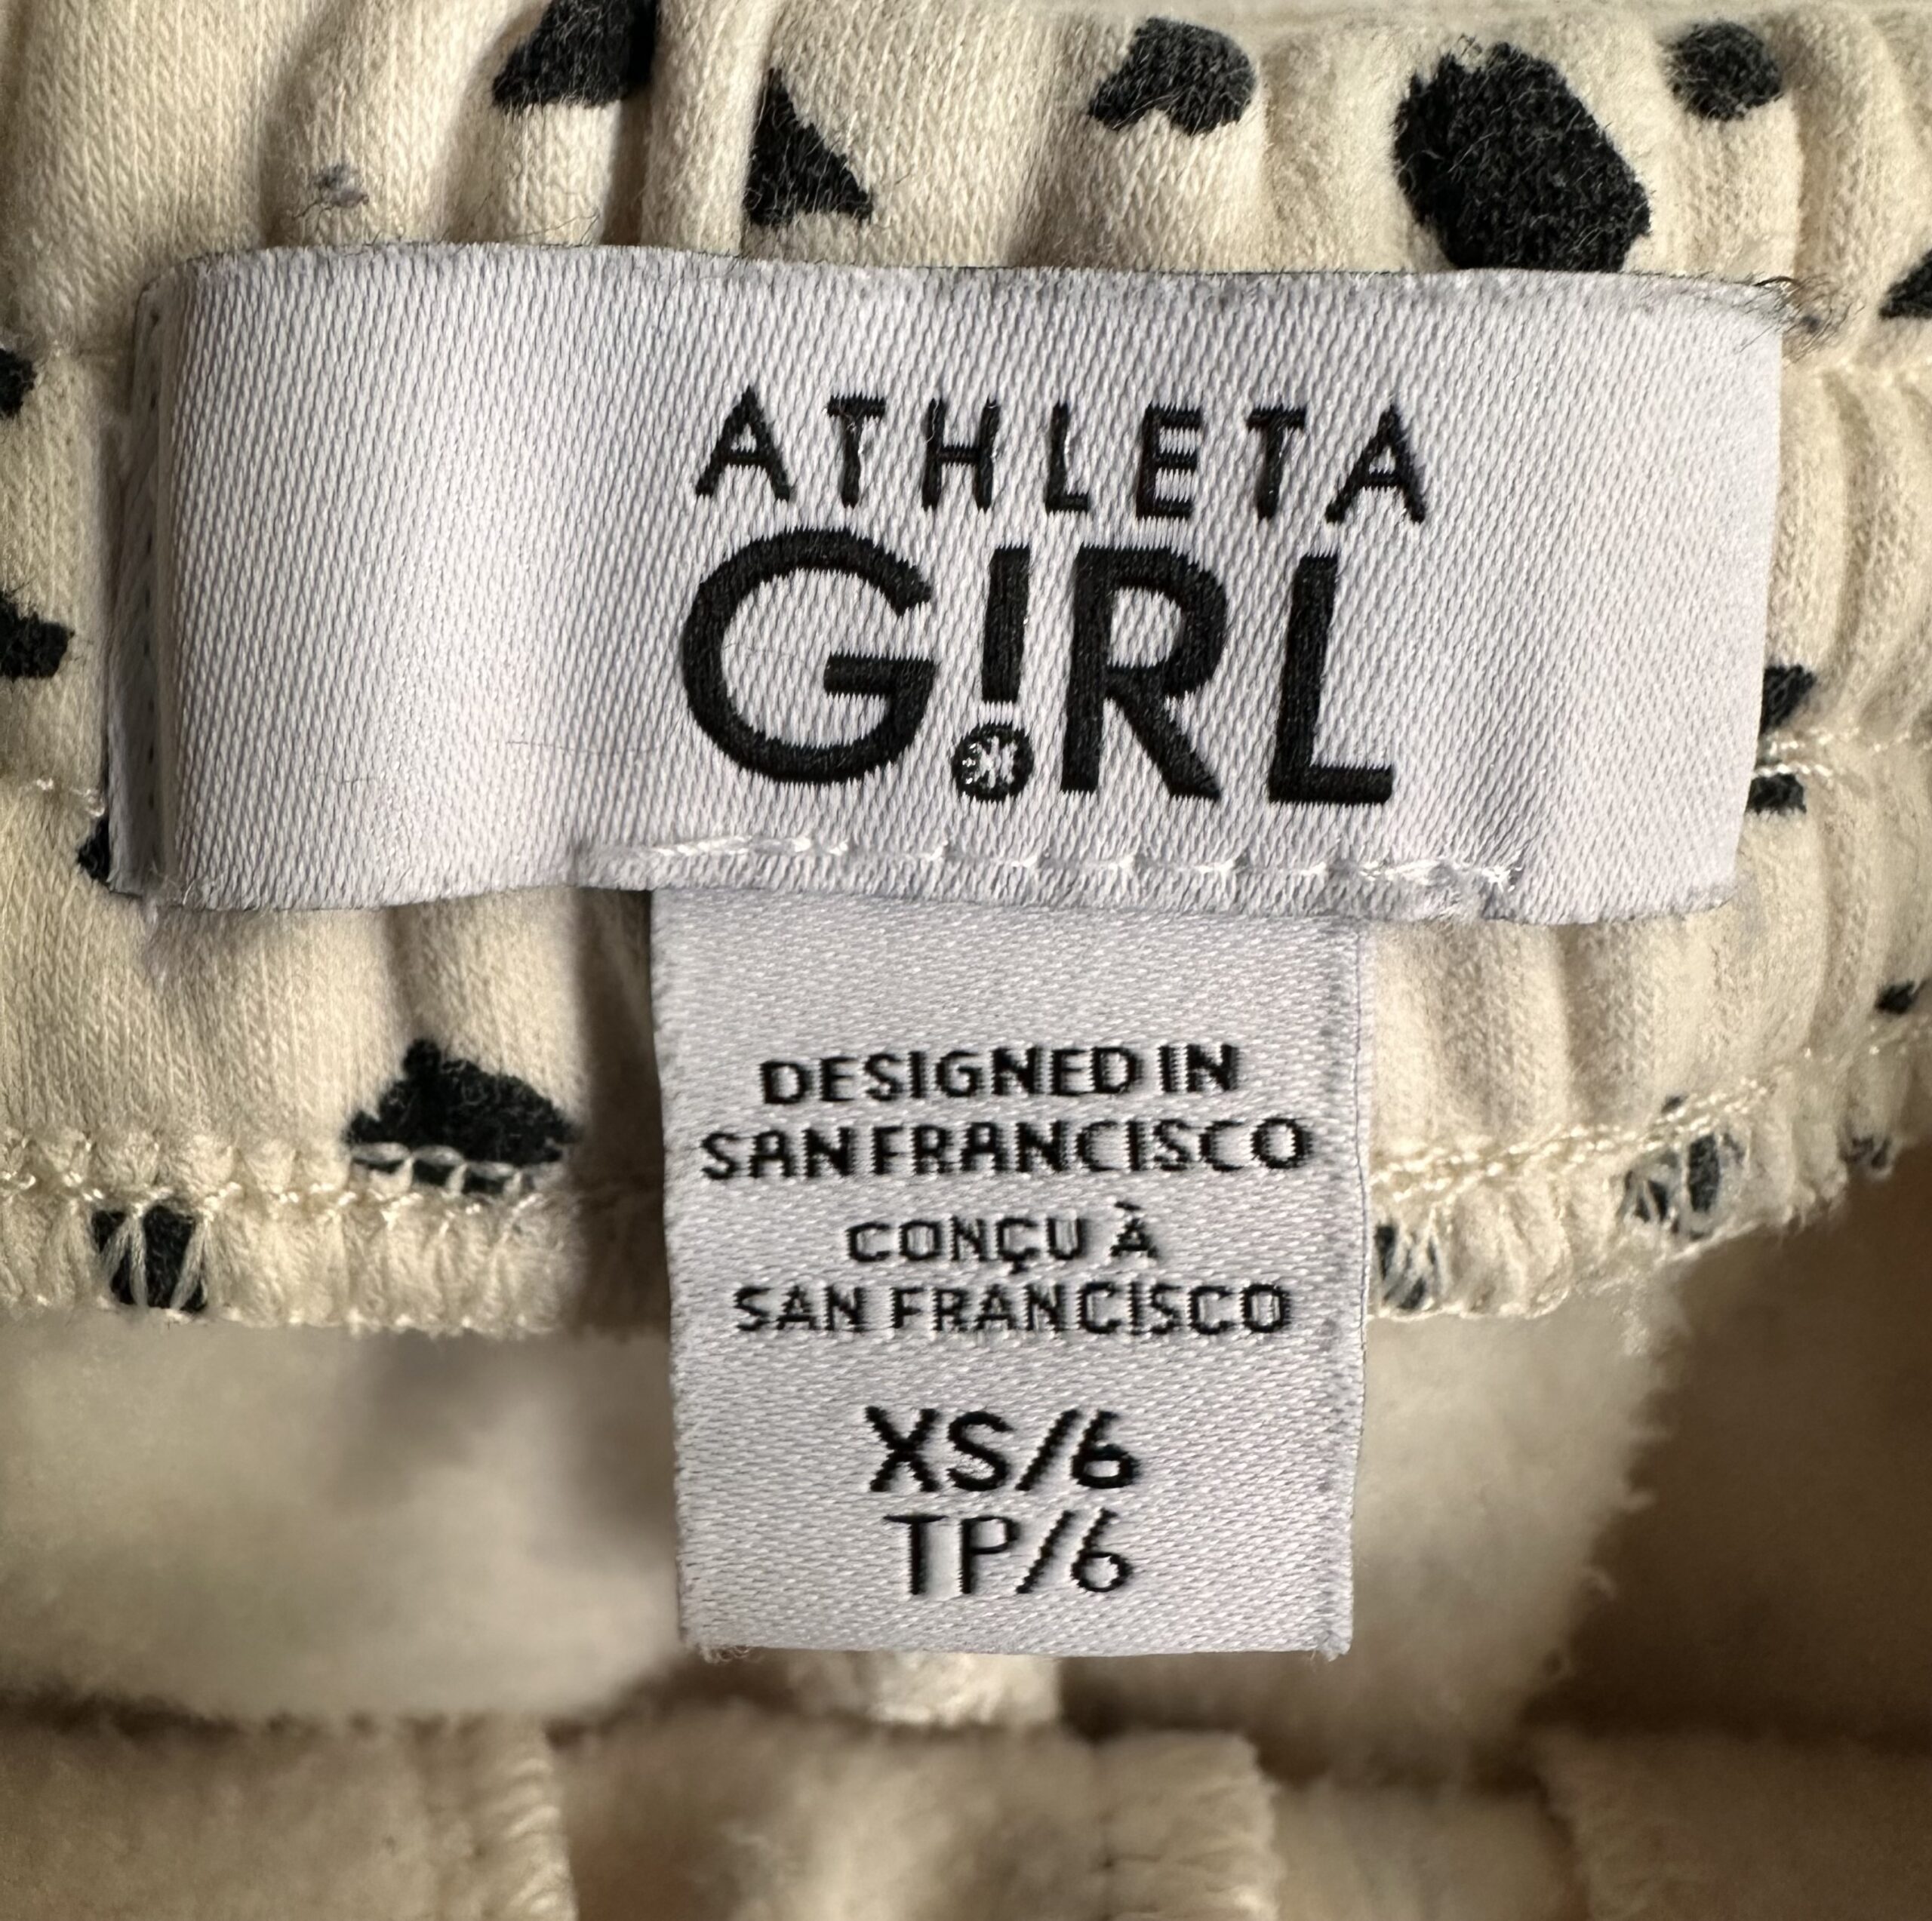 ATHLETA
G!RL
DESIGNED IN
SAN FRANCISCO
CONÇU À
SAN FRANCISCO
XS/6
TP/6